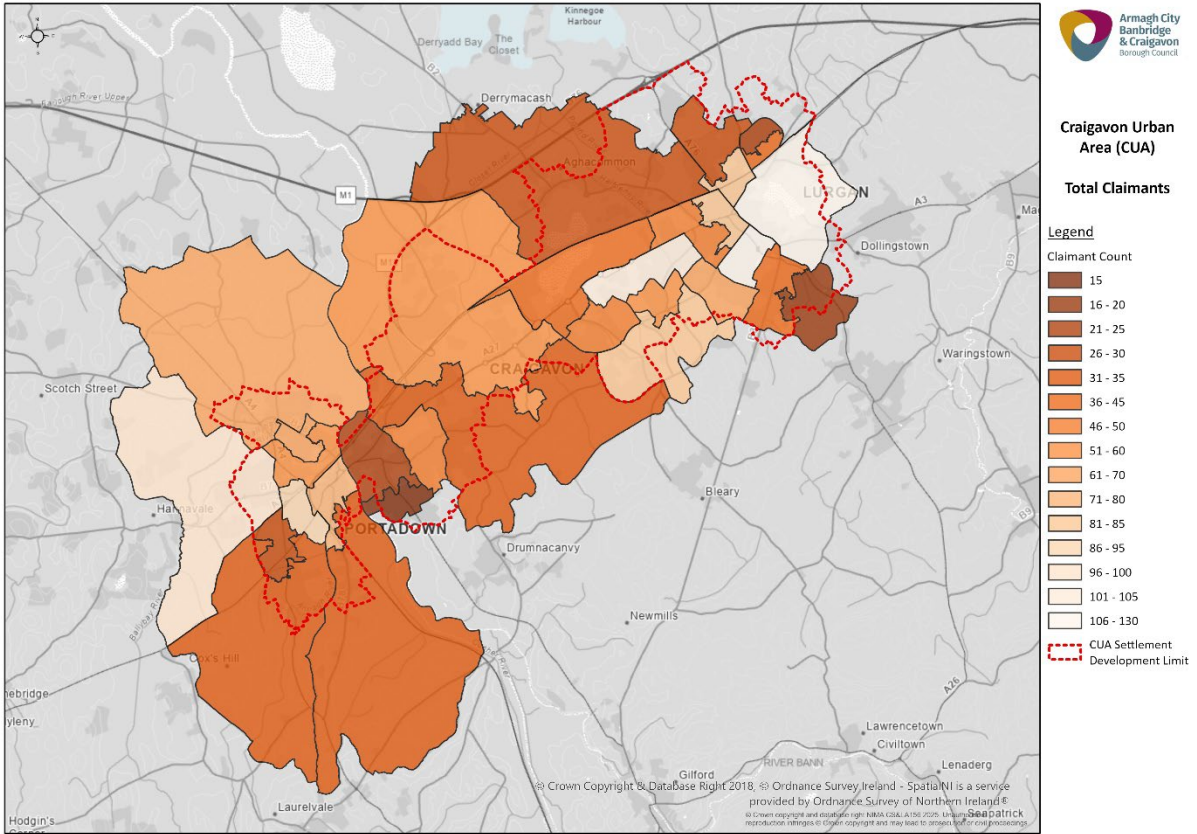 Kinnegoe
Harbour
Derryadd Bay
The
Closet
Derrymacash
M1
Aghacommon
LURGAN
A3
Dollingstown
B9
Waringstown
A27
CRAIGAVON
Scotch Street
Bleary
B9
PORTADOWN
Drumnacanvy
Newmills
Ballybay River
Cox's Hill
A26
Lawrencetown
Civiltown
RIVER BANN
Lenaderg
Gilford
Laurelvale
Hodgin's
© Crown Copyright & Database Right 2018, © Ordnance Survey Ireland - SpatialNI is a service
provided by Ordnance Survey of Northern Ireland®
Armagh City
Banbridge
& Craigavon
Borough Council
Craigavon Urban
Area (CUA)
Total Claimants
Legend
Claimant Count
15
16 - 20
21 - 25
26 - 30
31 - 35
36 - 45
46 - 50
51 - 60
61 - 70
71 - 80
81 - 85
86 - 95
96 - 100
101 - 105
106 - 130
CUA Settlement
Development Limit